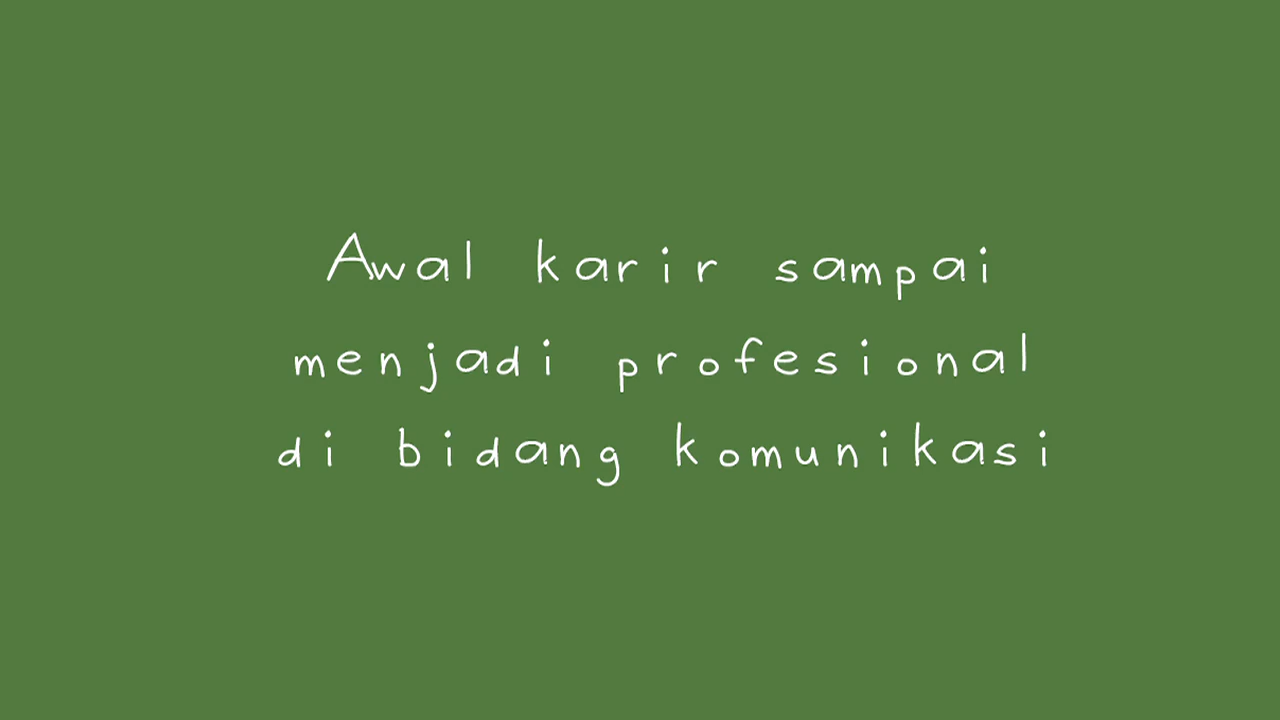 Awal karir sampai
menjadi profesional
di bidang komunikasi